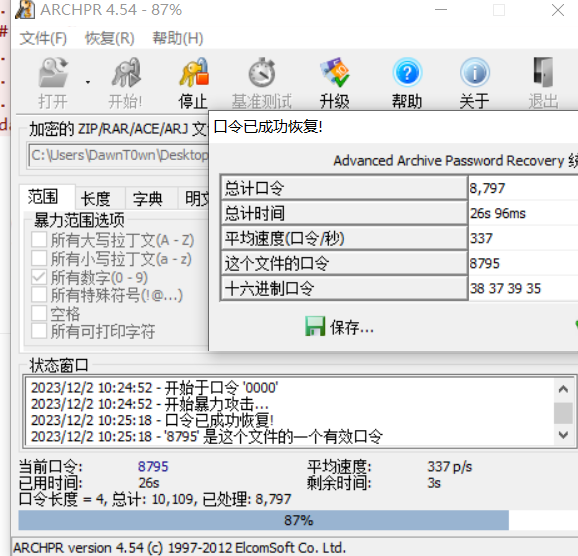 ARCHPR 4.54 - 87%
文件(F) 恢复(R) 帮助(H)
打开 开始! 停止 基准测试 升级 帮助 关于 退出
加密的 ZIP/RAR/ACE/ARJ 文
C:\Users\DawnT0wn\Desktop
口令已成功恢复!
Advanced Archive Password Recovery
总计口令 8,797
总计时间 26s 96ms
平均速度(口令/秒) 337
这个文件的口令 8795
十六进制口令 38 37 39 35
保存...
范围 长度 字典 明文
暴力范围选项
所有大写拉丁文(A - Z)
所有小写拉丁文(a - z)
所有数字(0 - 9)
所有特殊符号(!@...)
空格
所有可打印字符
状态窗口
2023/12/2 10:24:52 - 开始于口令 '0000'
2023/12/2 10:24:52 - 开始暴力攻击...
2023/12/2 10:25:18 - 口令已成功恢复!
2023/12/2 10:25:18 - '8795' 是这个文件的一个有效口令
当前口令: 8795 平均速度: 337 p/s
已用时间: 26s 剩余时间: 3s
口令长度 = 4, 总计: 10,109, 已处理: 8,797
87%
ARCHPR version 4.54 (c) 1997-2012 ElcomSoft Co. Ltd.